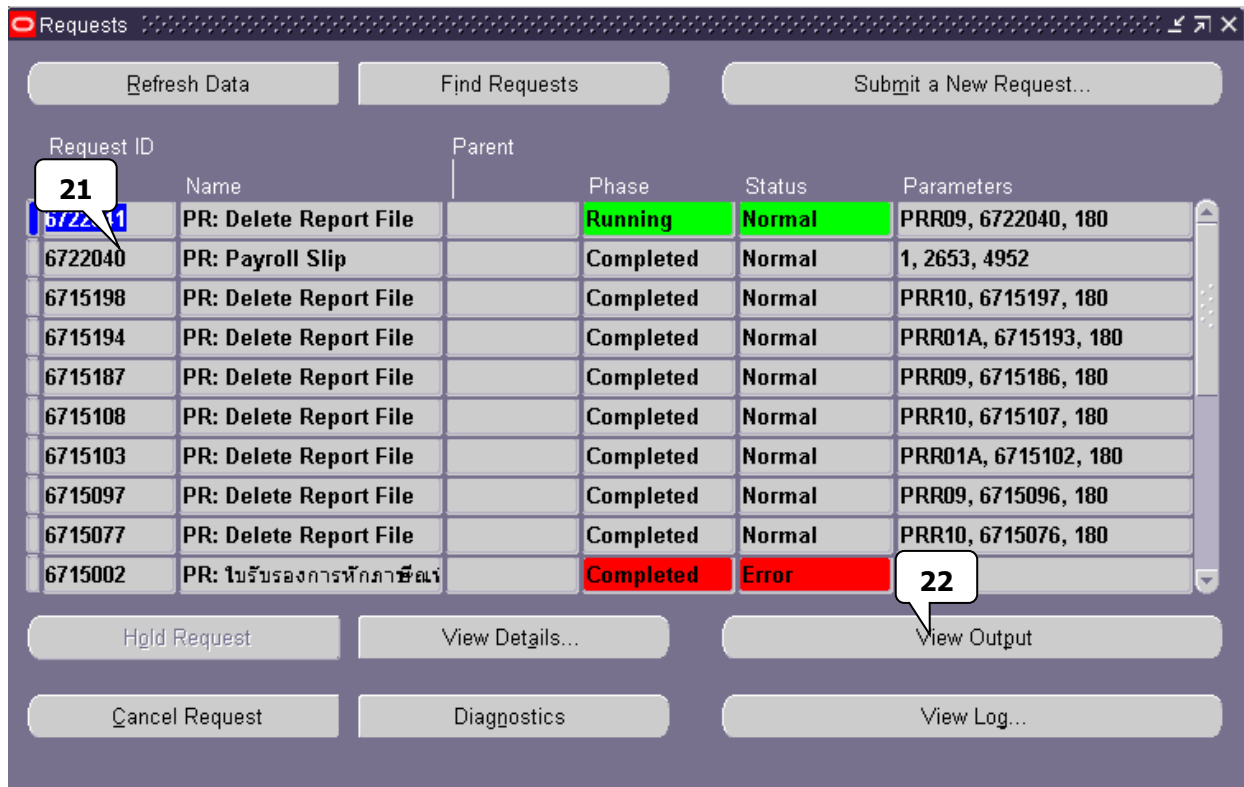 Requests
Refresh Data Find Requests Submit a New Request...
Request ID Parent
21 Name Phase Status Parameters
PR: Delete Report File Running Normal PRR09, 6722040, 180
6722040 PR: Payroll Slip Completed Normal 1, 2653, 4952
6715198 PR: Delete Report File Completed Normal PRR10, 6715197, 180
6715194 PR: Delete Report File Completed Normal PRR01A, 6715193, 180
6715187 PR: Delete Report File Completed Normal PRR09, 6715186, 180
6715108 PR: Delete Report File Completed Normal PRR10, 6715107, 180
6715103 PR: Delete Report File Completed Normal PRR01A, 6715102, 180
6715097 PR: Delete Report File Completed Normal PRR09, 6715096, 180
6715077 PR: Delete Report File Completed Normal PRR10, 6715076, 180
6715002 PR: ใบรับรองการหักภาษีณที่ Completed Error 22
Hold Request View Details... View Output
Cancel Request Diagnostics View Log...